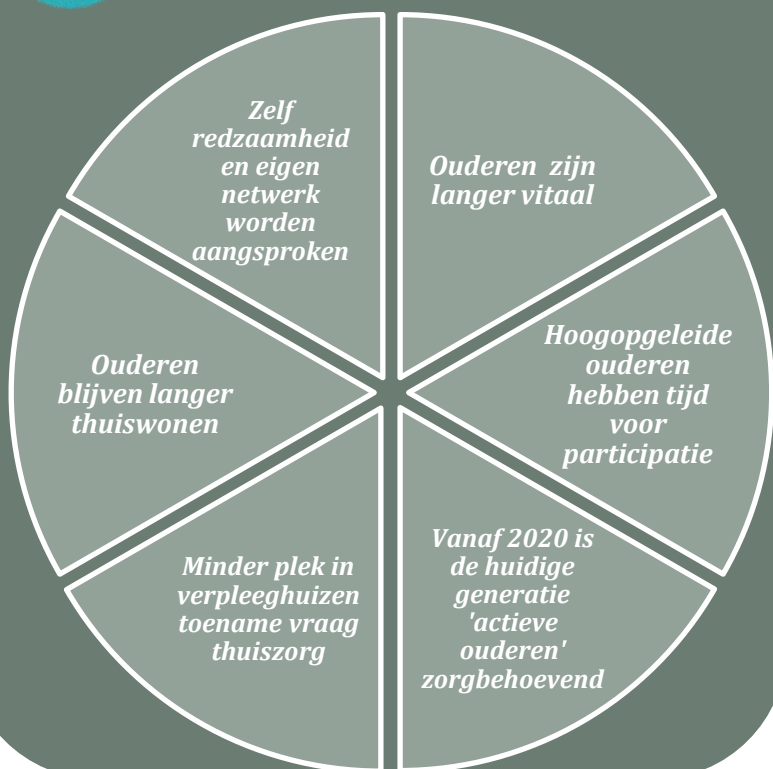 Zelf
redzaamheid
en eigen
netwerk
worden
aangsproken
Ouderen zijn
langer vitaal
Hoogopgeleide
ouderen
hebben tijd
voor
participatie
Vanaf 2020 is
de huidige
generatie
'actieve
ouderen'
zorgbehoevend
Minder plek in
verpleeghuizen
toename vraag
thuiszorg
Ouderen
blijven langer
thuiswonen